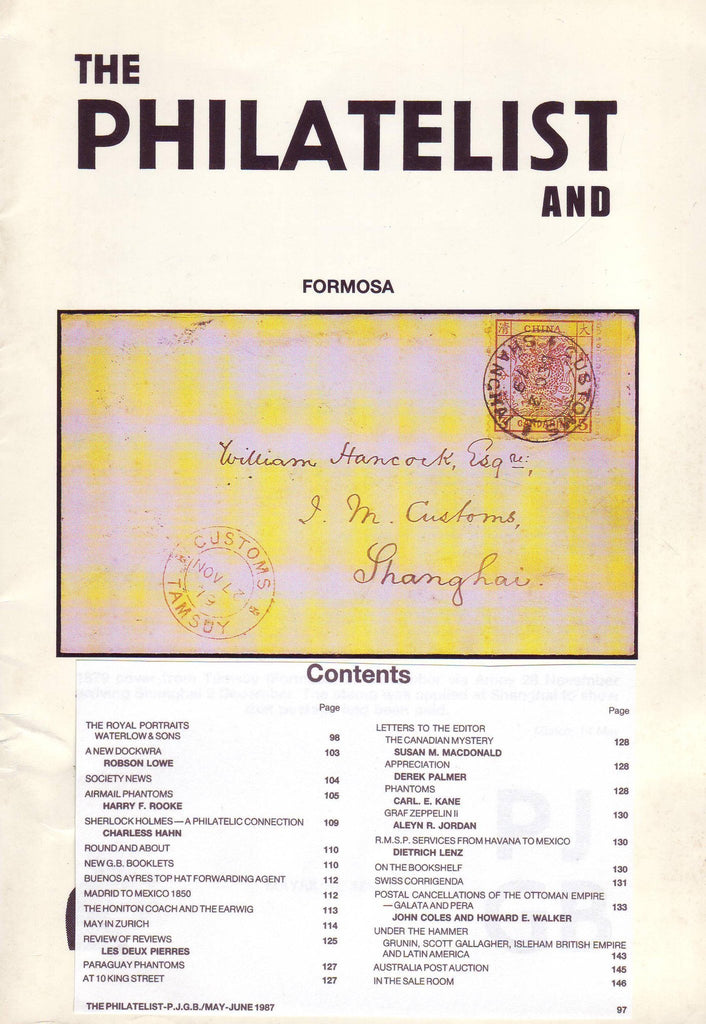 THE
PHILATELIST
AND
FORMOSA
清 CHINA 大
CUSTOMS
SHANGHAI
William Hancock, Esqre:,
I. M. Customs,
Shanghai.
CUSTOMS
NOV 27
79
TAMSUY
Contents
Page
THE ROYAL PORTRAITS
WATERLOW & SONS 98
A NEW DOCKWRA 103
ROBSON LOWE
SOCIETY NEWS 104
AIRMAIL PHANTOMS 105
HARRY F. ROOKE
SHERLOCK HOLMES — A PHILATELIC CONNECTION 109
CHARLESS HAHN
ROUND AND ABOUT 110
NEW G.B. BOOKLETS 110
BUENOS AYRES TOP HAT FORWARDING AGENT 112
MADRID TO MEXICO 1850 112
THE HONITON COACH AND THE EARWIG 113
MAY IN ZURICH 114
REVIEW OF REVIEWS 125
LES DEUX PIERRES
PARAGUAY PHANTOMS 127
AT 10 KING STREET 127
Page
LETTERS TO THE EDITOR
THE CANADIAN MYSTERY 128
SUSAN M. MACDONALD
APPRECIATION 128
DEREK PALMER
PHANTOMS 128
CARL. E. KANE
GRAF ZEPPELIN II 130
ALEYN R. JORDAN
R.M.S.P. SERVICES FROM HAVANA TO MEXICO 130
DIETRICH LENZ
ON THE BOOKSHELF 130
SWISS CORRIGENDA 131
POSTAL CANCELLATIONS OF THE OTTOMAN EMPIRE
— GALATA AND PERA 133
JOHN COLES AND HOWARD E. WALKER
UNDER THE HAMMER
GRUNIN, SCOTT GALLAGHER, ISLEHAM BRITISH EMPIRE
AND LATIN AMERICA 143
AUSTRALIA POST AUCTION 145
IN THE SALE ROOM 146
THE PHILATELIST-P.J.G.B./MAY-JUNE 1987 97